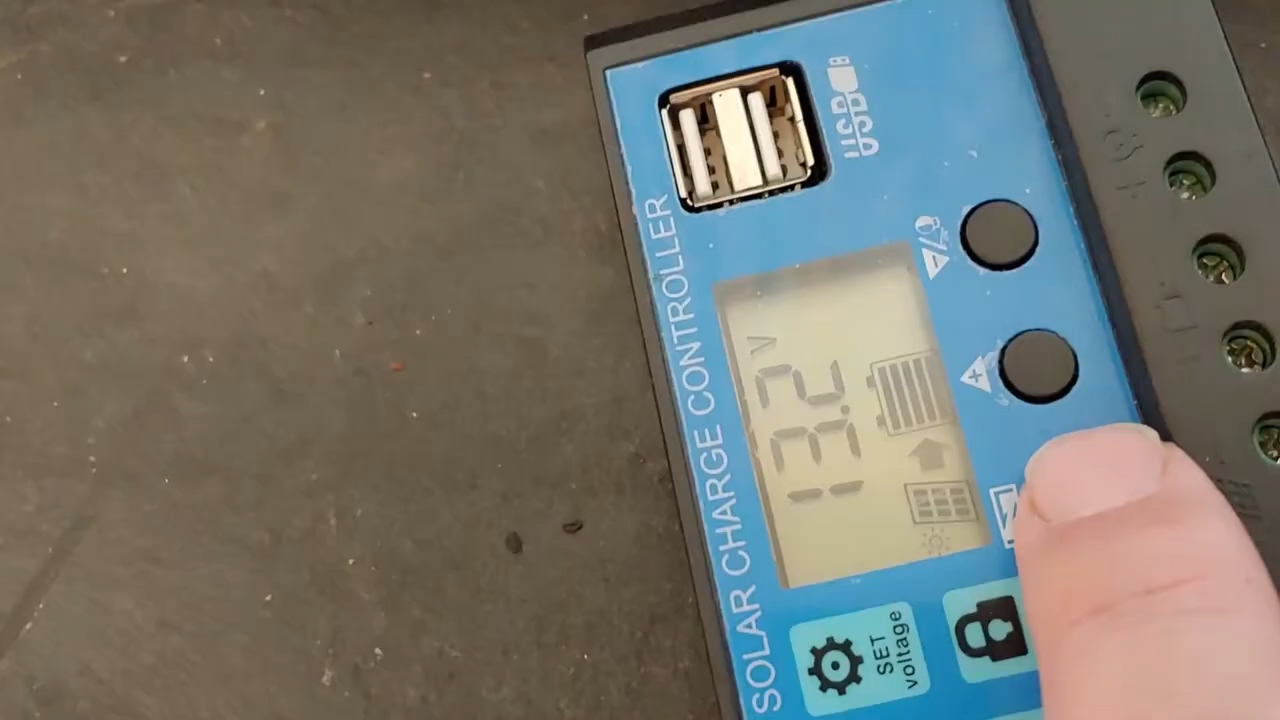 USB
SOLAR CHARGE CONTROLLER
13.2 V
SET
voltage